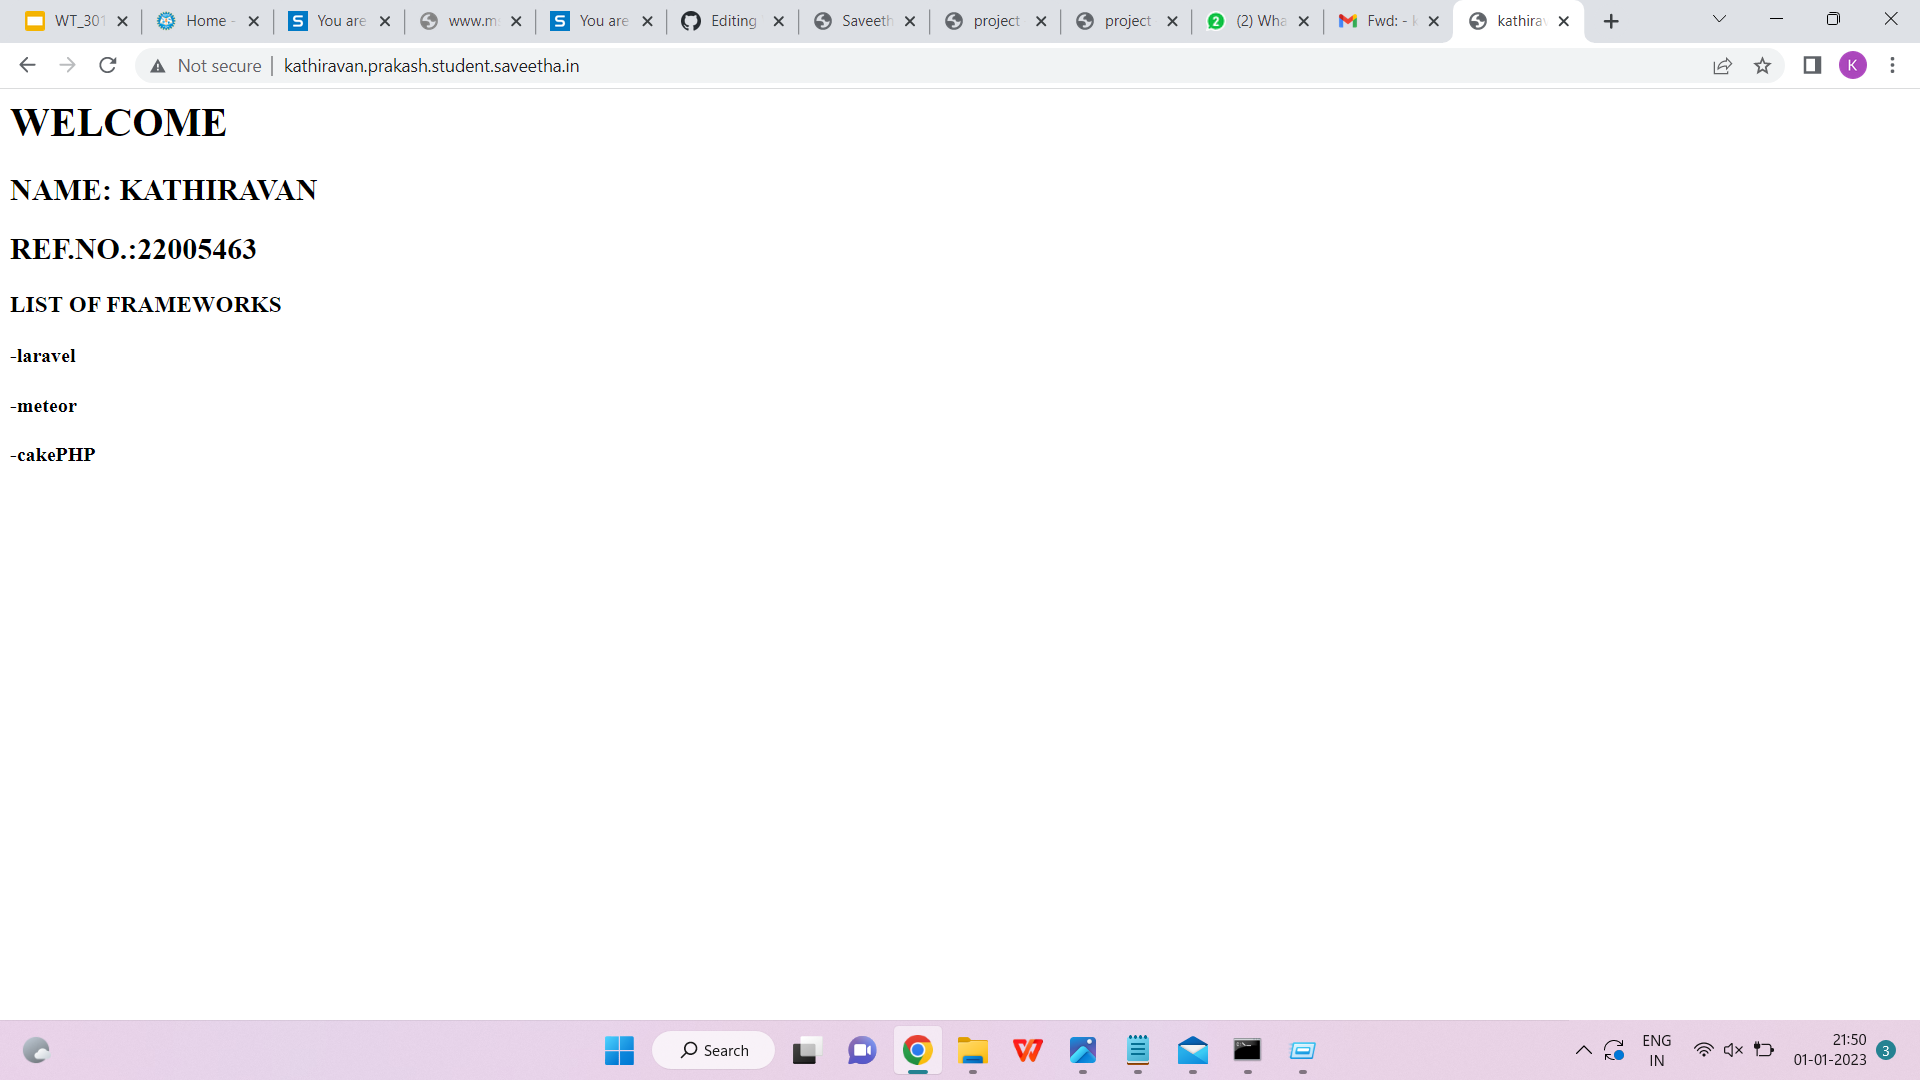 WT_301
Home -
You are
www.ms
You are
Editing
Saveeth
project
project
(2) Wha
Fwd: - k
kathirav
Not secure
kathiravan.prakash.student.saveetha.in
K
WELCOME
NAME: KATHIRAVAN
REF.NO.:22005463
LIST OF FRAMEWORKS
-laravel
-meteor
-cakePHP
Search
ENG
IN
21:50
01-01-2023
3